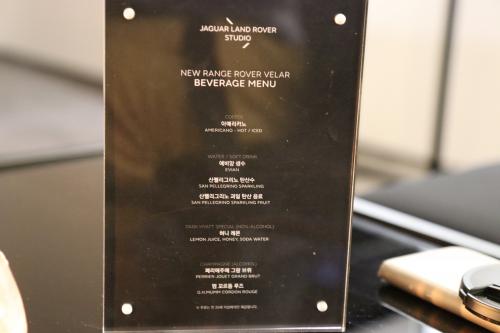 JAGUAR LAND ROVER
STUDIO
NEW RANGE ROVER VELAR
BEVERAGE MENU
COFFEE
아메리카노
AMERICANO - HOT / ICED
WATER / SOFT DRINK
에비앙 생수
EVIAN
산펠리그리노 탄산수
SAN PELLEGRINO SPARKLING
산펠리그리노 과일 탄산 음료
SAN PELLEGRINO SPARKLING FRUIT
PARK HYATT SPECIAL (NON-ALCOHOL)
허니 레몬
LEMON JUICE, HONEY, SODA WATER
CHAMPAGNE (ALCOHOL)
페리에주에 그랑 브뤼
PERRIER-JOUET GRAND BRUT
멈 꼬르동 루즈
G.H.MUMM CORDON ROUGE